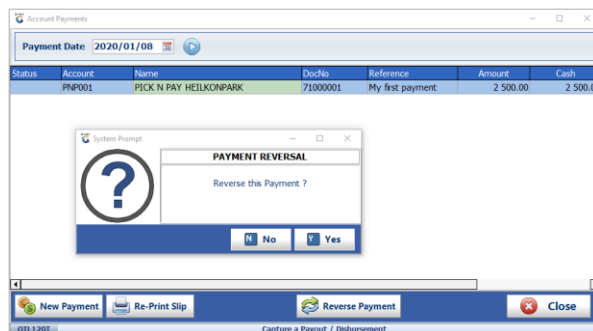 Account Payments
Payment Date 2020/01/08
Status Account Name DocNo Reference Amount Cash
PNP001 PICK N PAY HEILKONPARK 71000001 My first payment 2 500.00 2 500.0
System Prompt
PAYMENT REVERSAL
Reverse this Payment ?
N No Y Yes
New Payment Re-Print Slip Reverse Payment Close
Capture a Payout / Disbursement